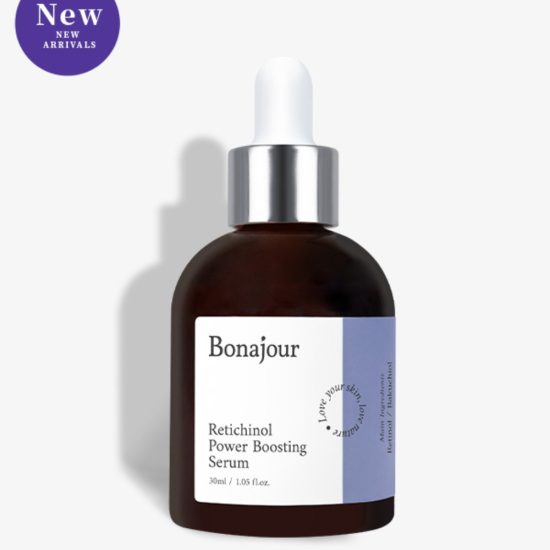 New
NEW
ARRIVALS
Bonajour
Retichinol
Power Boosting
Serum
30ml / 1.05 fl.oz.
Love your skin, love nature
Main Ingredients
Retinol / Bakuchiol